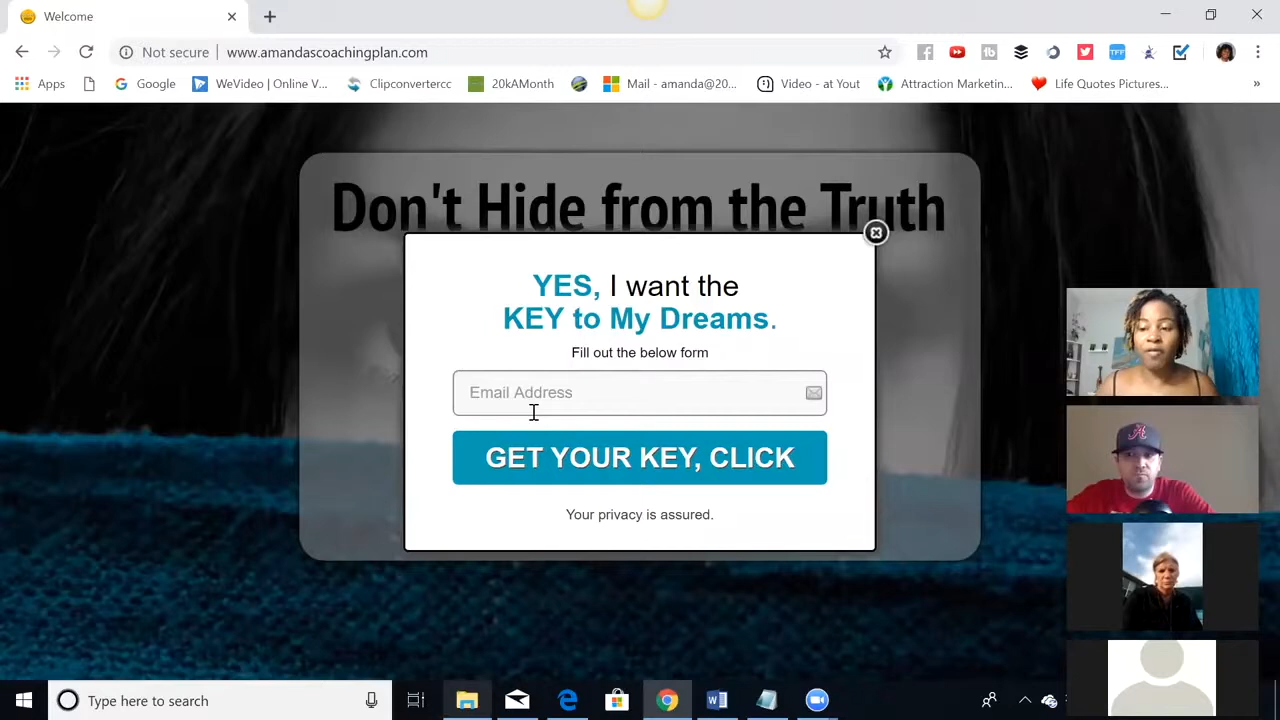 Welcome
Not secure
www.amandascoachingplan.com
TFF
Apps
Google
WeVideo | Online V...
Clipconvertercc
20kAMonth
Mail - amanda@20...
Video - at Yout
Attraction Marketin...
Life Quotes Pictures...
»
Don't Hide from the Truth
YES, I want the
KEY to My Dreams.
Fill out the below form
Email Address
GET YOUR KEY, CLICK
Your privacy is assured.
Type here to search